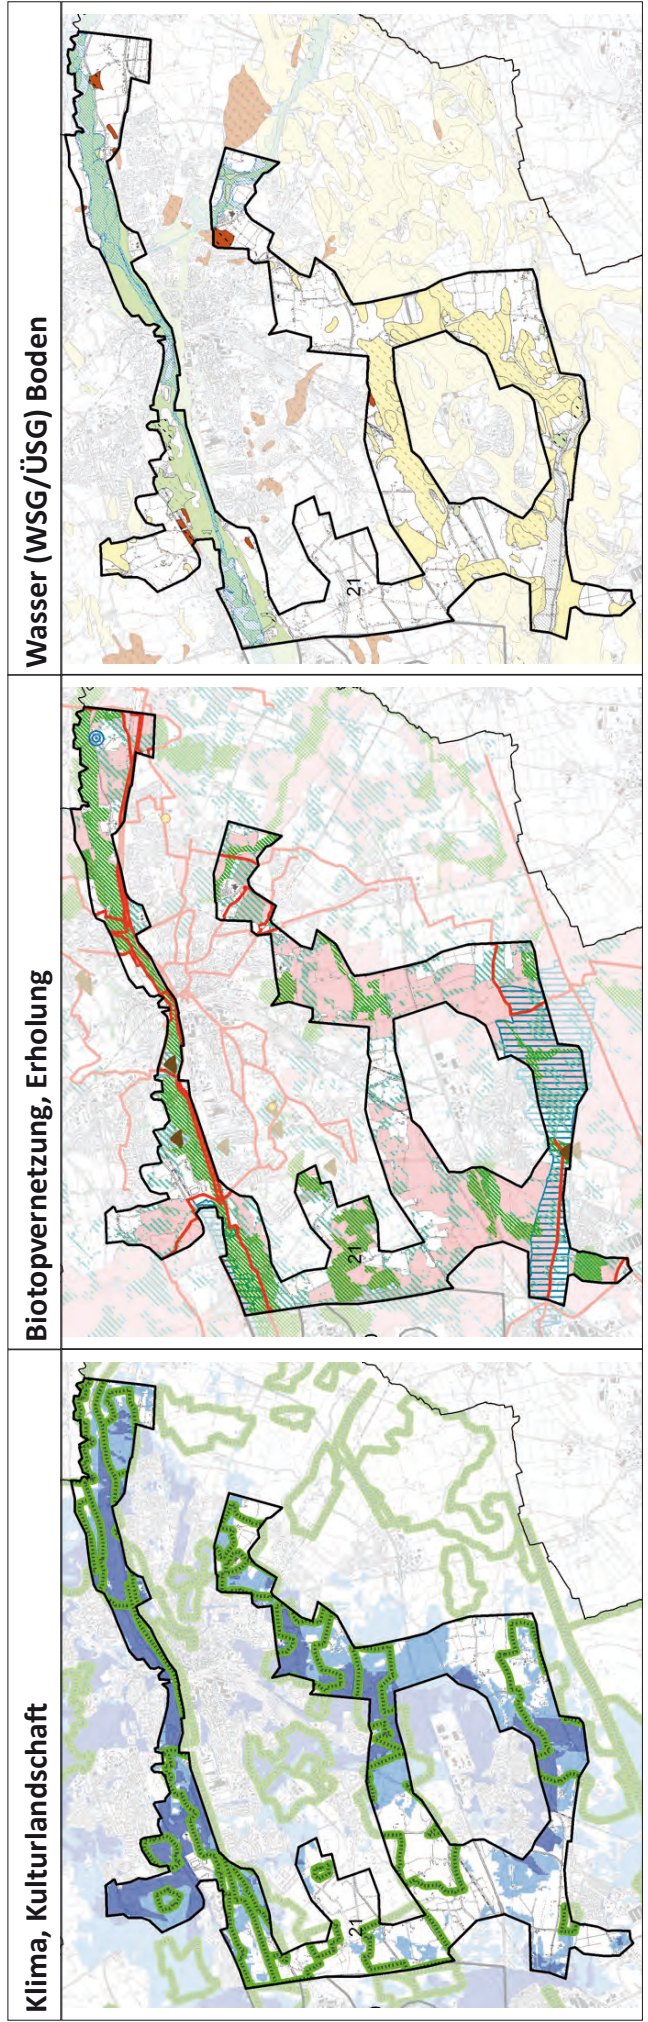 Klima, Kulturlandschaft
21
Biotopvernetzung, Erholung
21
Wasser (WSG/ÜSG) Boden
21